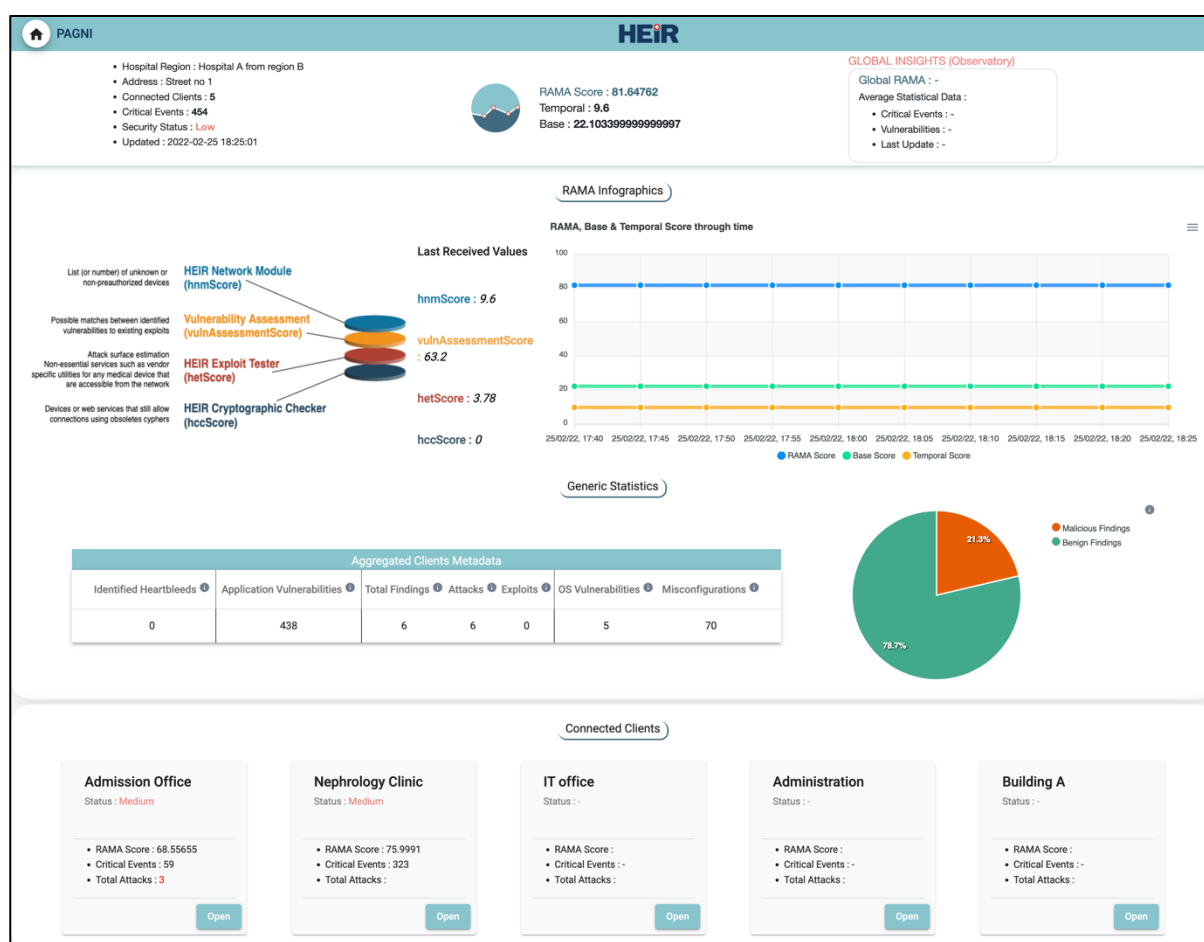 PAGNI
HEiR
• Hospital Region : Hospital A from region B
• Address : Street no 1
• Connected Clients : 5
• Critical Events : 454
• Security Status : Low
• Updated : 2022-02-25 18:25:01
RAMA Score : 81.64762
Temporal : 9.6
Base : 22.103399999999997
GLOBAL INSIGHTS (Observatory)
Global RAMA : -
Average Statistical Data :
• Critical Events : -
• Vulnerabilities : -
• Last Update : -
RAMA Infographics
List (or number) of unknown or
non-preauthorized devices
HEIR Network Module
(hnmScore)
Possible matches between identified
vulnerabilities to existing exploits
Vulnerability Assessment
(vulnAssessmentScore)
Attack surface estimation
Non-essential services such as vendor
specific utilities for any medical device that
are accessible from the network
HEIR Exploit Tester
(hetScore)
Devices or web services that still allow
connections using obsoletes cyphers
HEIR Cryptographic Checker
(hccScore)
Last Received Values
hnmScore : 9.6
vulnAssessmentScore
: 63.2
hetScore : 3.78
hccScore : 0
RAMA, Base & Temporal Score through time
100
80
60
40
20
0
25/02/22, 17:40 25/02/22, 17:45 25/02/22, 17:50 25/02/22, 17:55 25/02/22, 18:00 25/02/22, 18:05 25/02/22, 18:10 25/02/22, 18:15 25/02/22, 18:20 25/02/22, 18:25
RAMA Score Base Score Temporal Score
Generic Statistics
Aggregated Clients Metadata
Identified Heartbleeds Application Vulnerabilities Total Findings Attacks Exploits OS Vulnerabilities Misconfigurations
0 438 6 6 0 5 70
21.3%
78.7%
Malicious Findings
Benign Findings
Connected Clients
Admission Office
Status : Medium
• RAMA Score : 68.55655
• Critical Events : 59
• Total Attacks : 3
Open
Nephrology Clinic
Status : Medium
• RAMA Score : 75.9991
• Critical Events : 323
• Total Attacks :
Open
IT office
Status : -
• RAMA Score :
• Critical Events : -
• Total Attacks :
Open
Administration
Status : -
• RAMA Score :
• Critical Events : -
• Total Attacks :
Open
Building A
Status : -
• RAMA Score :
• Critical Events : -
• Total Attacks :
Open